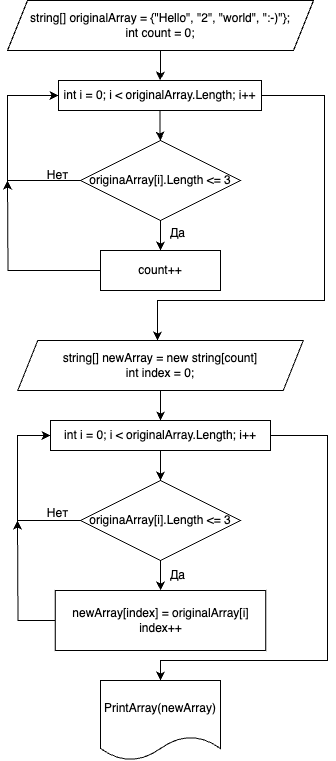 string[] originalArray = {"Hello", "2", "world", ":-)"};
int count = 0;
int i = 0; i < originalArray.Length; i++
Нет
originaArray[i].Length <= 3
Да
count++
string[] newArray = new string[count]
int index = 0;
int i = 0; i < originalArray.Length; i++
Нет
originaArray[i].Length <= 3
Да
newArray[index] = originalArray[i]
index++
PrintArray(newArray)